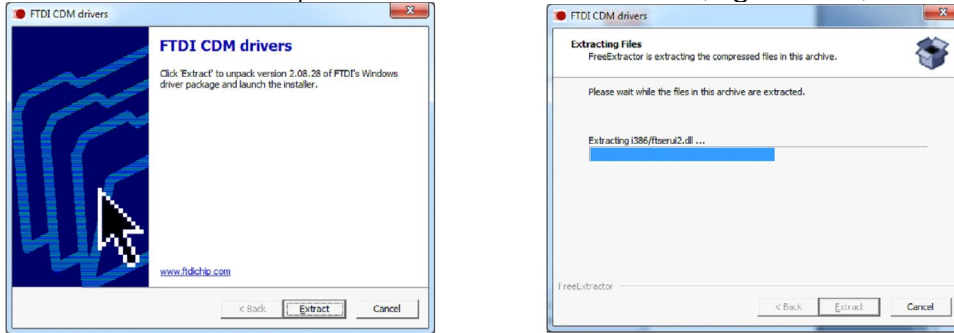 FTDI CDM drivers
FTDI CDM drivers
Click 'Extract' to unpack version 2.08.28 of FTDI's Windows
driver package and launch the installer.
www.ftdichip.com
< Back
Extract
Cancel
FTDI CDM drivers
Extracting Files
FreeExtractor is extracting the compressed files in this archive.
Please wait while the files in this archive are extracted.
Extracting i386/ftserui2.dll ...
FreeExtractor
< Back
Extract
Cancel